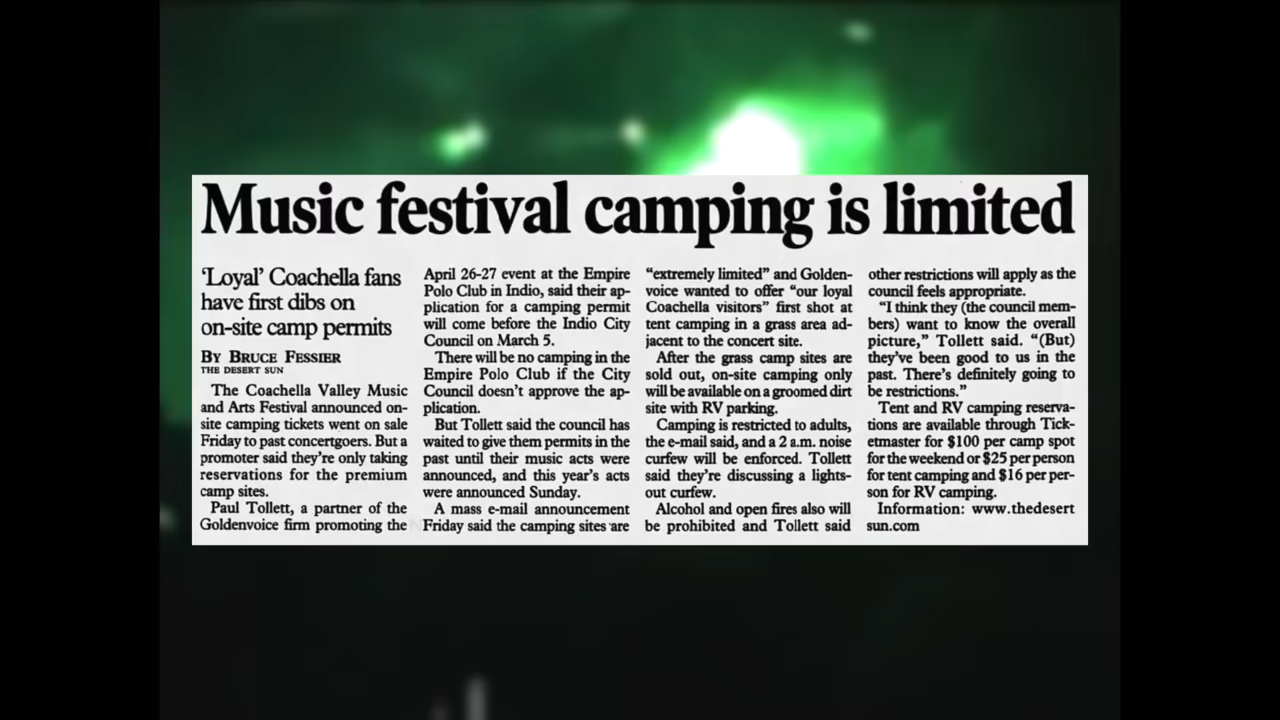 Music festival camping is limited
'Loyal' Coachella fans
have first dibs on
on-site camp permits
BY BRUCE FESSIER
THE DESERT SUN
The Coachella Valley Music
and Arts Festival announced on-
site camping tickets went on sale
Friday to past concertgoers. But a
promoter said they're only taking
reservations for the premium
camp sites.
Paul Tollett, a partner of the
Goldenvoice firm promoting the
April 26-27 event at the Empire
Polo Club in Indio, said their ap-
plication for a camping permit
will come before the Indio City
Council on March 5.
There will be no camping in the
Empire Polo Club if the City
Council doesn't approve the ap-
plication.
But Tollett said the council has
waited to give them permits in the
past until their music acts were
announced, and this year's acts
were announced Sunday.
A mass e-mail announcement
Friday said the camping sites are
"extremely limited" and Golden-
voice wanted to offer "our loyal
Coachella visitors" first shot at
tent camping in a grass area ad-
jacent to the concert site.
After the grass camp sites are
sold out, on-site camping only
will be available on a groomed dirt
site with RV parking.
Camping is restricted to adults,
the e-mail said, and a 2 a.m. noise
curfew will be enforced. Tollett
said they're discussing a lights-
out curfew.
Alcohol and open fires also will
be prohibited and Tollett said
other restrictions will apply as the
council feels appropriate.
"I think they (the council mem-
bers) want to know the overall
picture," Tollett said. "(But)
they've been good to us in the
past. There's definitely going to
be restrictions."
Tent and RV camping reserva-
tions are available through Tick-
etmaster for $100 per camp spot
for the weekend or $25 per person
for tent camping and $16 per per-
son for RV camping.
Information: www.thedesert
sun.com